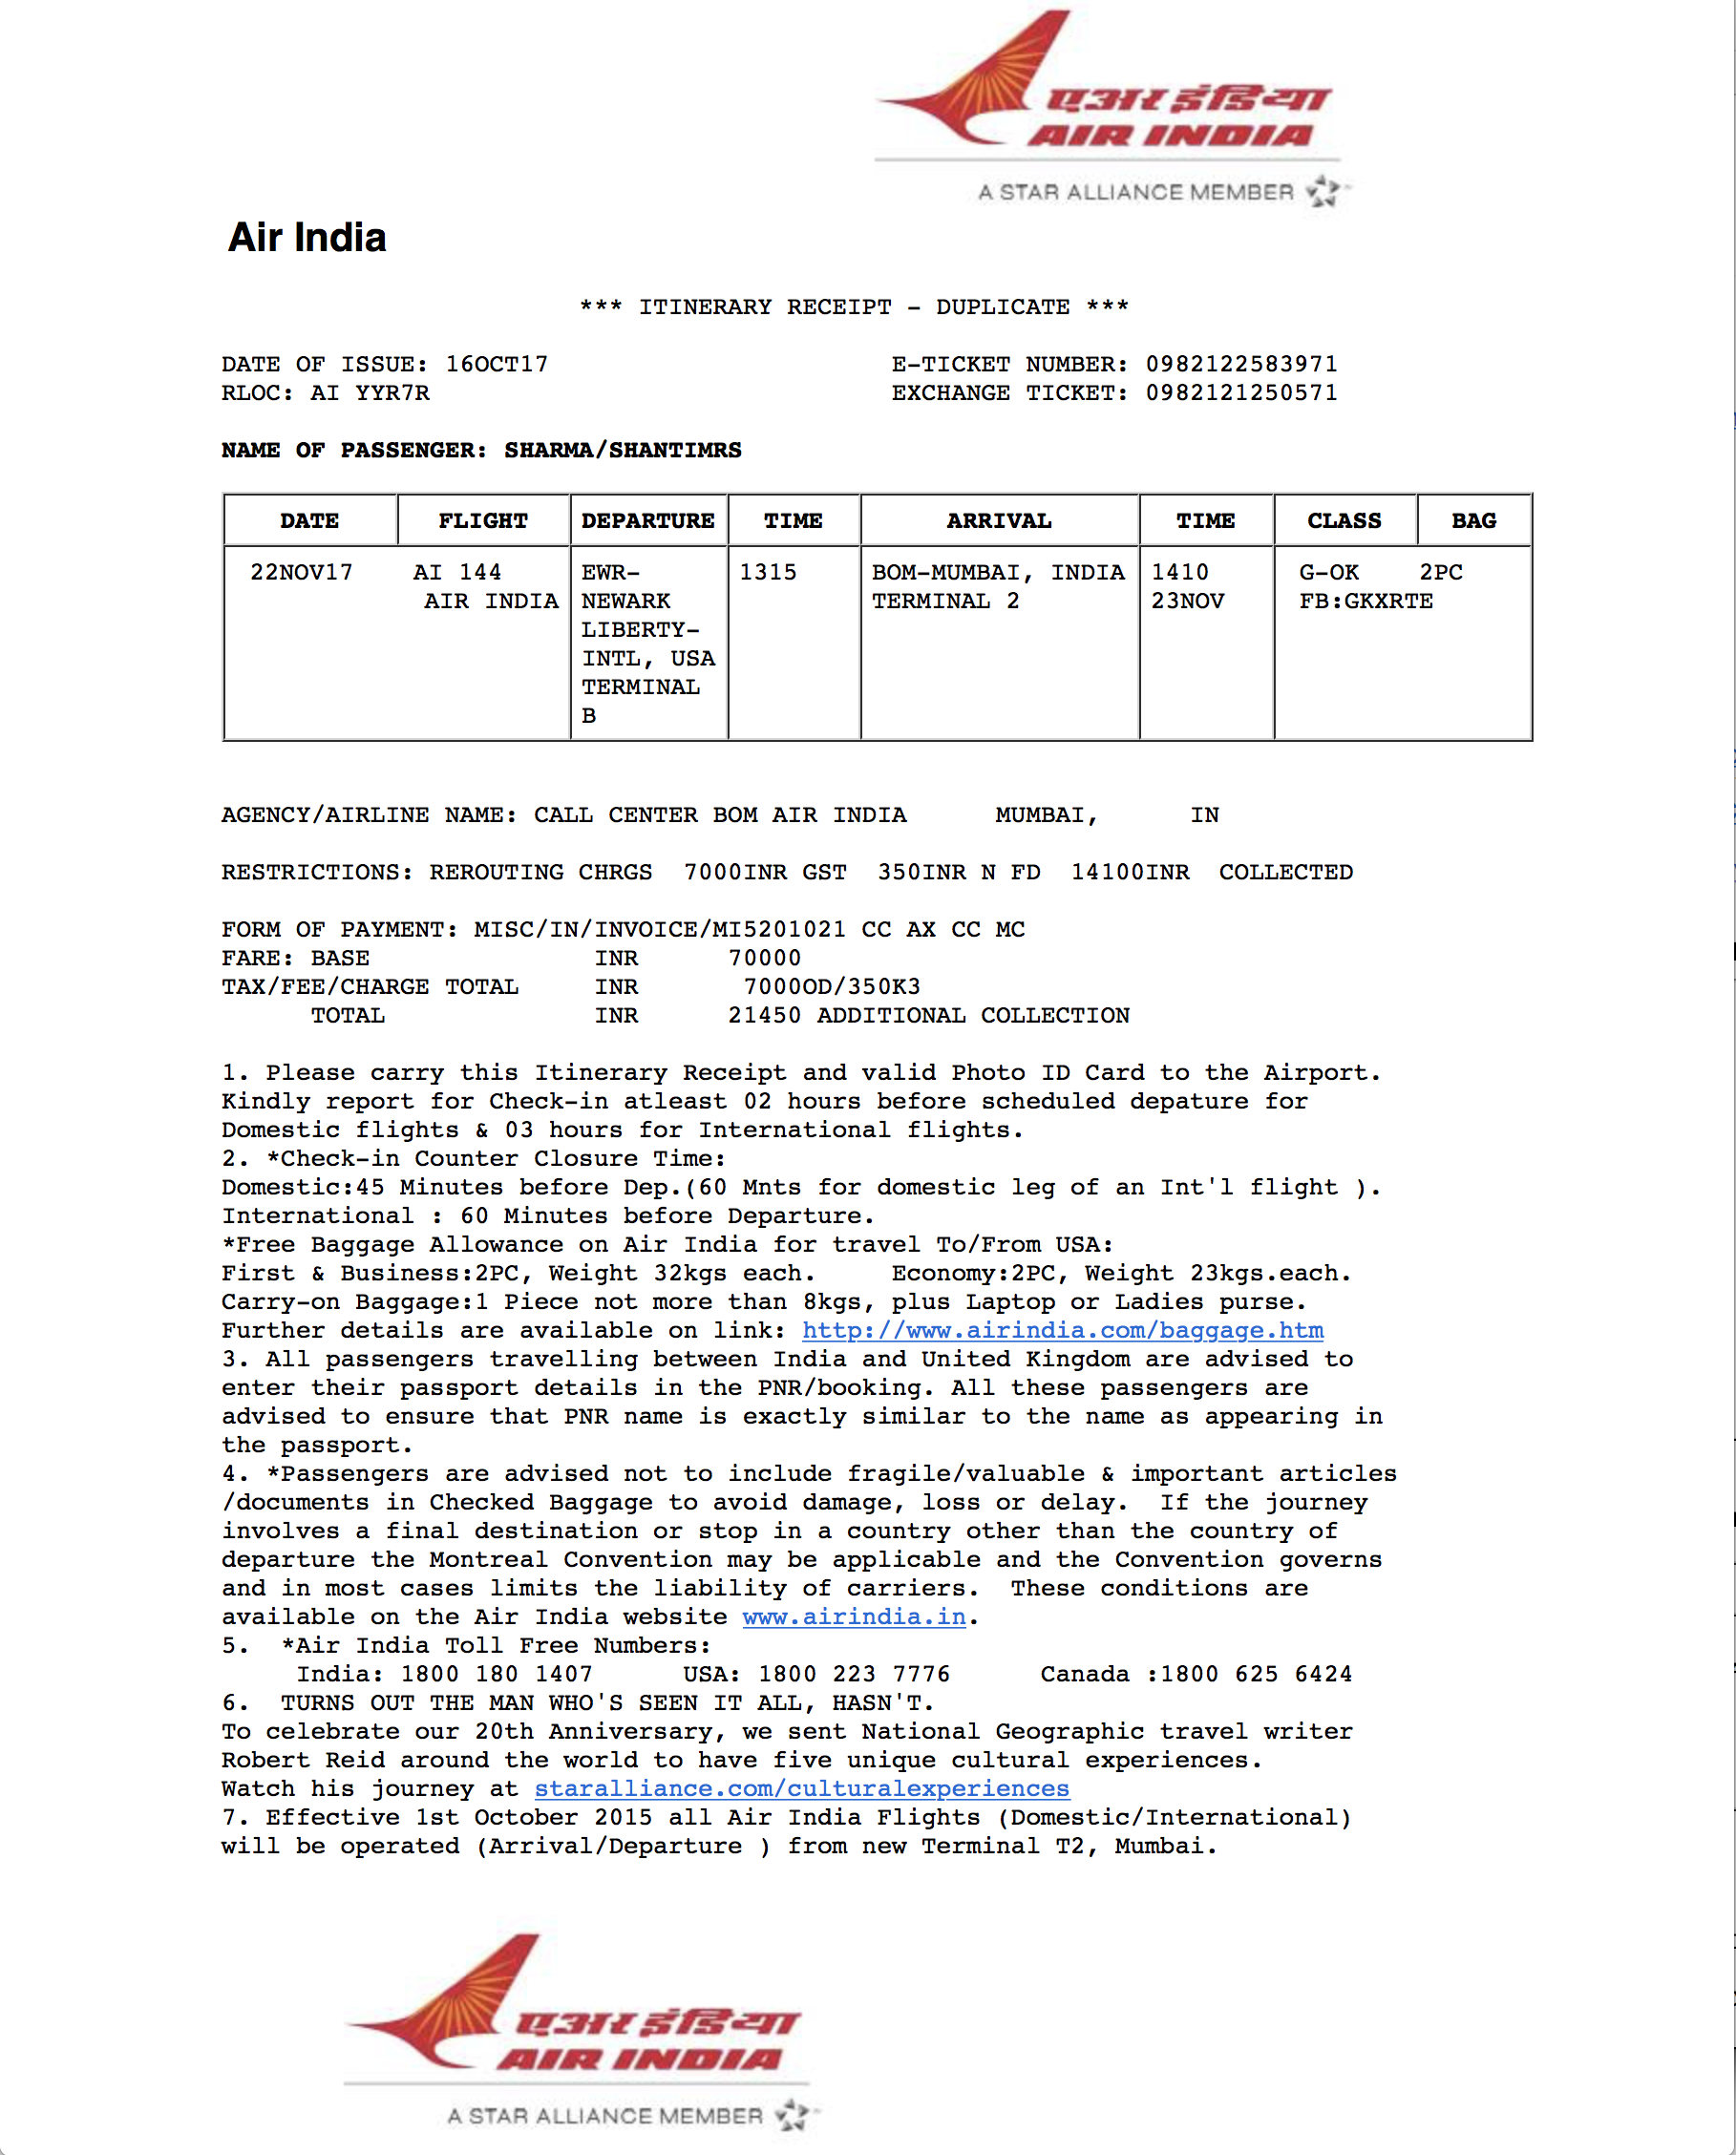 एअर इंडिया
AIR INDIA
A STAR ALLIANCE MEMBER
Air India
*** ITINERARY RECEIPT - DUPLICATE ***
DATE OF ISSUE: 16OCT17 E-TICKET NUMBER: 0982122583971
RLOC: AI YYR7R EXCHANGE TICKET: 0982121250571
NAME OF PASSENGER: SHARMA/SHANTIMRS
DATE FLIGHT DEPARTURE TIME ARRIVAL TIME CLASS BAG
22NOV17 AI 144 EWR- 1315 BOM-MUMBAI, INDIA 1410 G-OK 2PC
AIR INDIA NEWARK TERMINAL 2 23NOV FB:GKXRTE
LIBERTY-
INTL, USA
TERMINAL
B
AGENCY/AIRLINE NAME: CALL CENTER BOM AIR INDIA MUMBAI, IN
RESTRICTIONS: REROUTING CHRGS 7000INR GST 350INR N FD 14100INR COLLECTED
FORM OF PAYMENT: MISC/IN/INVOICE/MI5201021 CC AX CC MC
FARE: BASE INR 70000
TAX/FEE/CHARGE TOTAL INR 7000OD/350K3
TOTAL INR 21450 ADDITIONAL COLLECTION
1. Please carry this Itinerary Receipt and valid Photo ID Card to the Airport.
Kindly report for Check-in atleast 02 hours before scheduled depature for
Domestic flights & 03 hours for International flights.
2. *Check-in Counter Closure Time:
Domestic:45 Minutes before Dep.(60 Mnts for domestic leg of an Int'l flight ).
International : 60 Minutes before Departure.
*Free Baggage Allowance on Air India for travel To/From USA:
First & Business:2PC, Weight 32kgs each. Economy:2PC, Weight 23kgs.each.
Carry-on Baggage:1 Piece not more than 8kgs, plus Laptop or Ladies purse.
Further details are available on link: http://www.airindia.com/baggage.htm
3. All passengers travelling between India and United Kingdom are advised to
enter their passport details in the PNR/booking. All these passengers are
advised to ensure that PNR name is exactly similar to the name as appearing in
the passport.
4. *Passengers are advised not to include fragile/valuable & important articles
/documents in Checked Baggage to avoid damage, loss or delay. If the journey
involves a final destination or stop in a country other than the country of
departure the Montreal Convention may be applicable and the Convention governs
and in most cases limits the liability of carriers. These conditions are
available on the Air India website www.airindia.in.
5. *Air India Toll Free Numbers:
India: 1800 180 1407 USA: 1800 223 7776 Canada :1800 625 6424
6. TURNS OUT THE MAN WHO'S SEEN IT ALL, HASN'T.
To celebrate our 20th Anniversary, we sent National Geographic travel writer
Robert Reid around the world to have five unique cultural experiences.
Watch his journey at staralliance.com/culturalexperiences
7. Effective 1st October 2015 all Air India Flights (Domestic/International)
will be operated (Arrival/Departure ) from new Terminal T2, Mumbai.
एअर इंडिया
AIR INDIA
A STAR ALLIANCE MEMBER